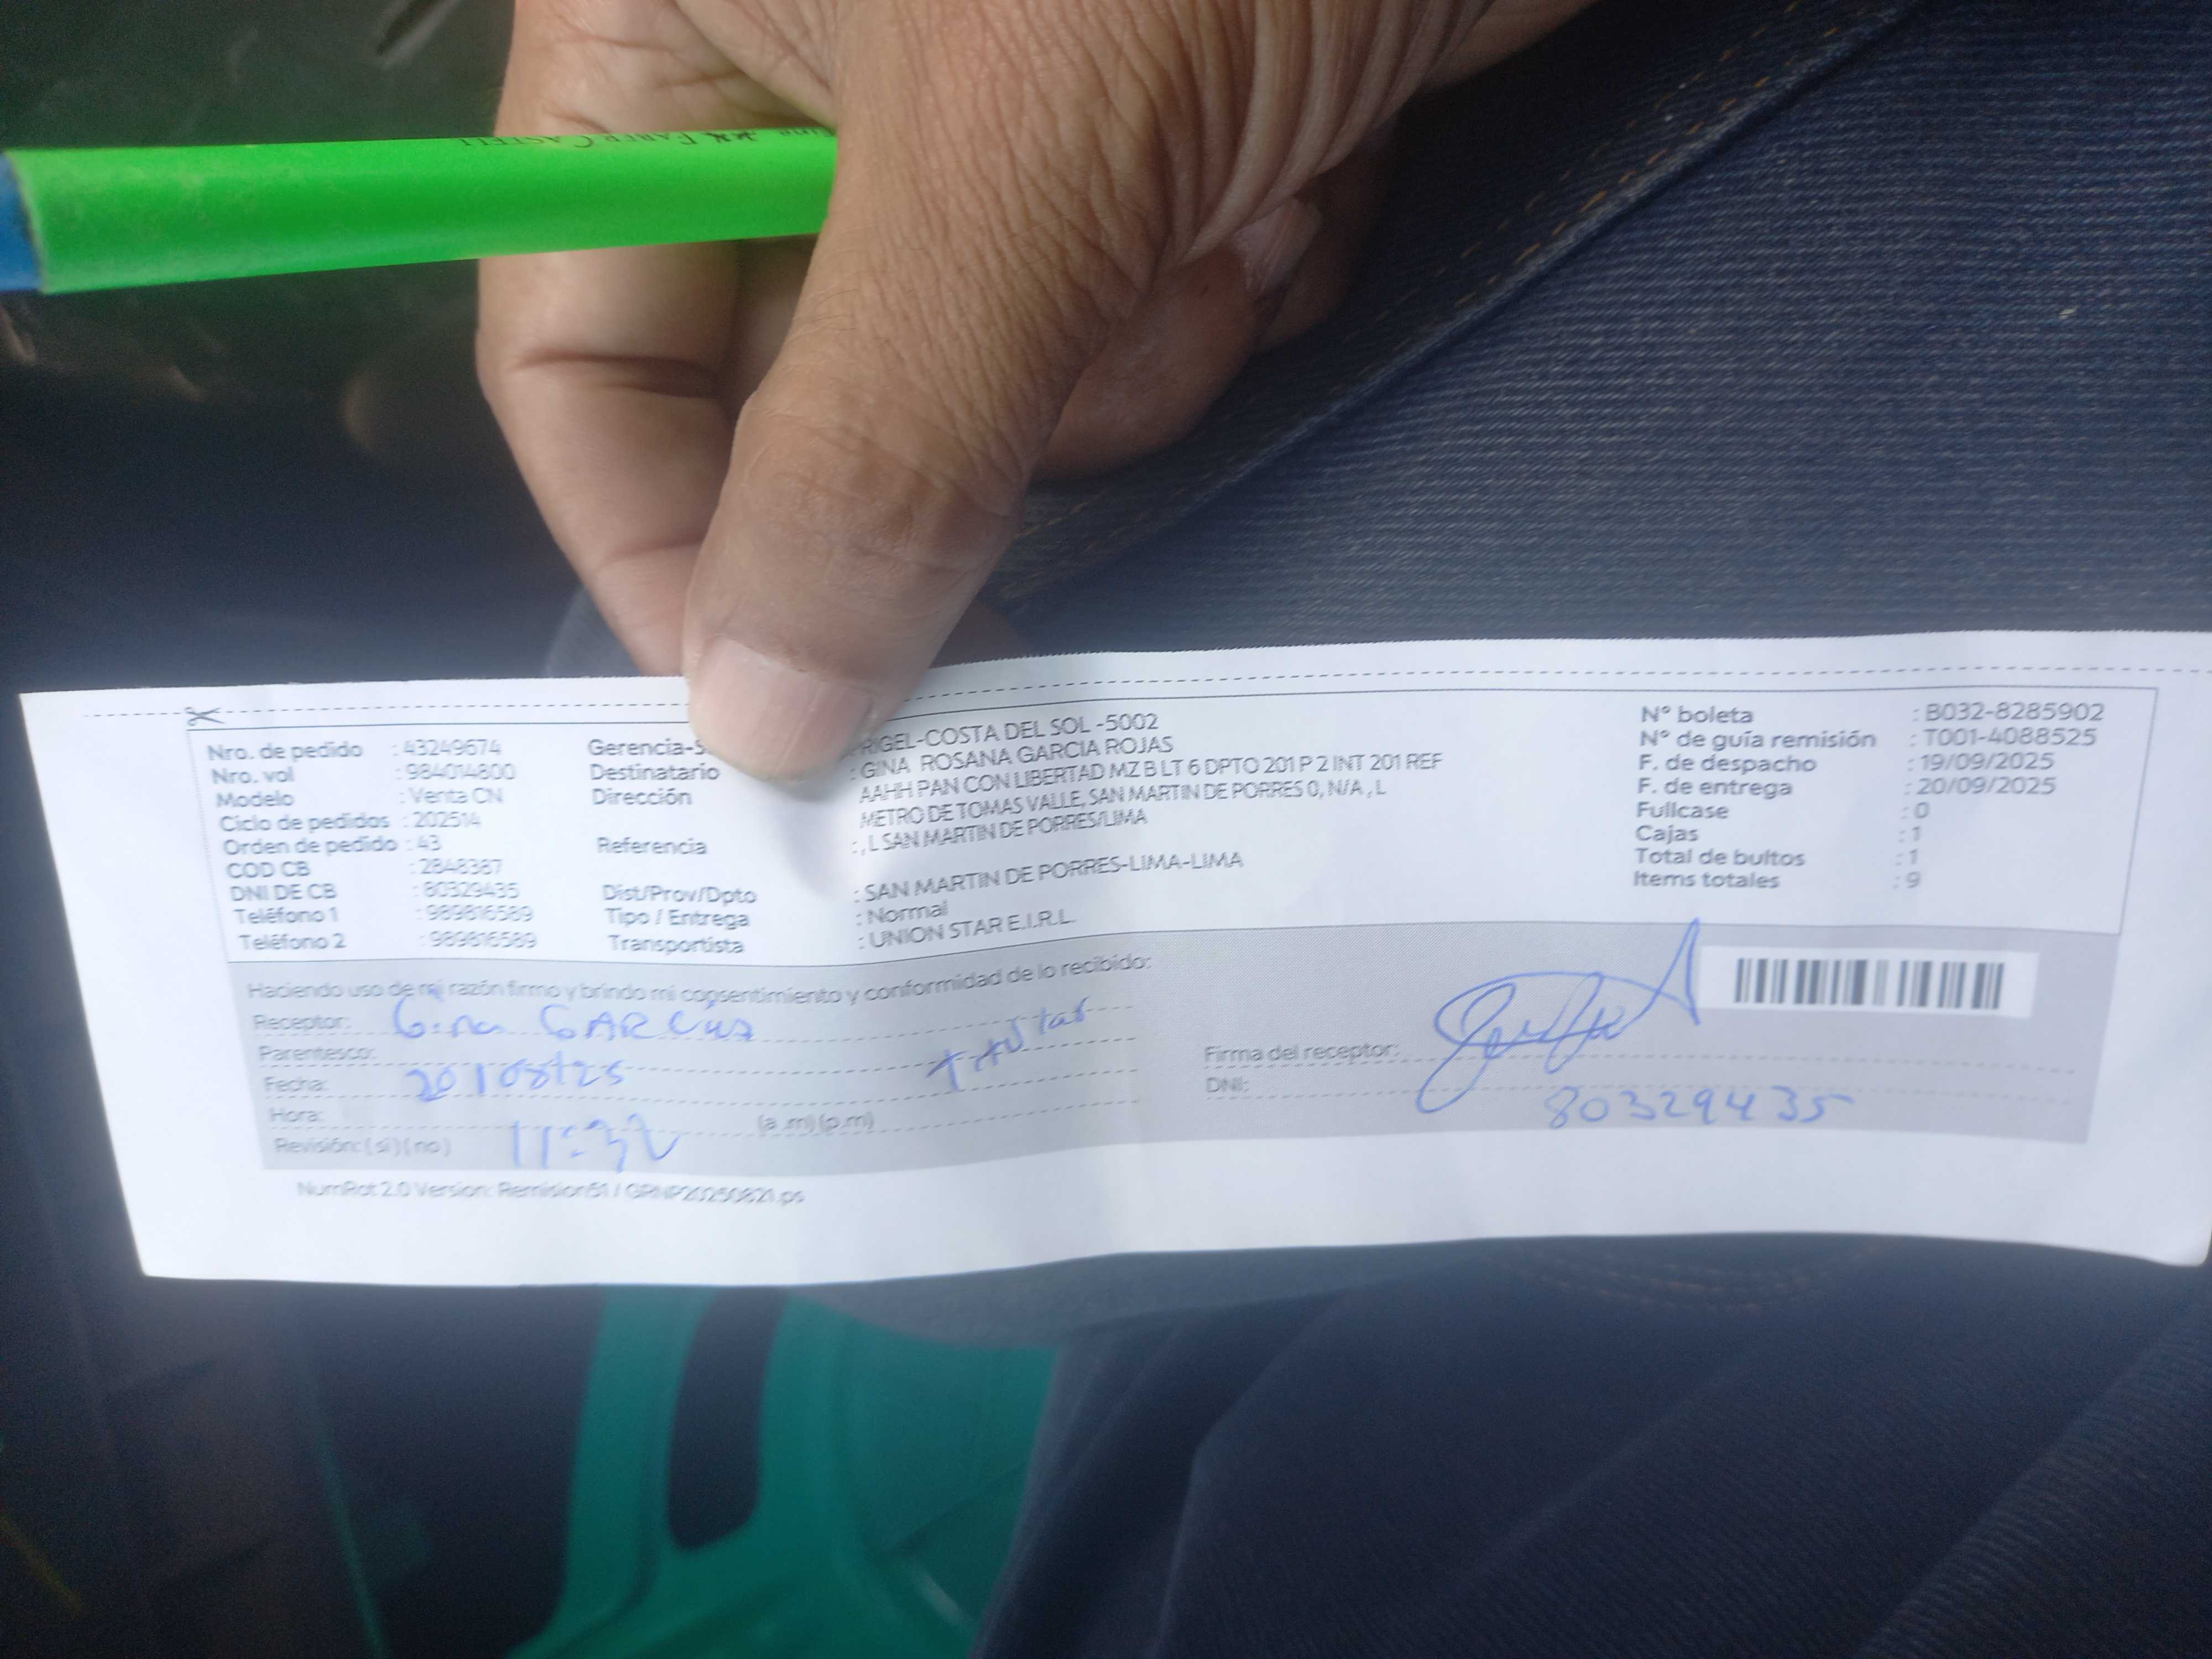 FABER CASTELL
Nro. de pedido : 43249674
Nro. vol : 984014800
Modelo : Venta CN
Ciclo de pedidos : 202514
Orden de pedido : 43
COD CB : 2848387
DNI DE CB : 80329435
Teléfono 1 : 989816589
Teléfono 2 : 989816589
Gerencia-S RIGEL-COSTA DEL SOL -5002
Destinatario : GINA ROSANA GARCIA ROJAS
Dirección AAHH PAN CON LIBERTAD MZ B LT 6 DPTO 201 P 2 INT 201 REF
METRO DE TOMAS VALLE, SAN MARTIN DE PORRES 0, N/A , L
Referencia : , L SAN MARTIN DE PORRES/LIMA
Dist/Prov/Dpto : SAN MARTIN DE PORRES-LIMA-LIMA
Tipo / Entrega : Normal
Transportista : UNION STAR E.I.R.L.
N° boleta : B032-8285902
N° de guía remisión : T001-4088525
F. de despacho : 19/09/2025
F. de entrega : 20/09/2025
Fullcase : 0
Cajas : 1
Total de bultos : 1
Items totales : 9
Haciendo uso de mi razón firmo y brindo mi consentimiento y conformidad de lo recibido:
Receptor: Gina GARCIA
Parentesco: Titular
Fecha:
Hora: 11:32 (a .m) (p.m)
Revisión: ( si ) ( no )
Firma del receptor:
DNI: 80329435
NumRot 2.0 Version: Remision51 / GRNP20250821.ps